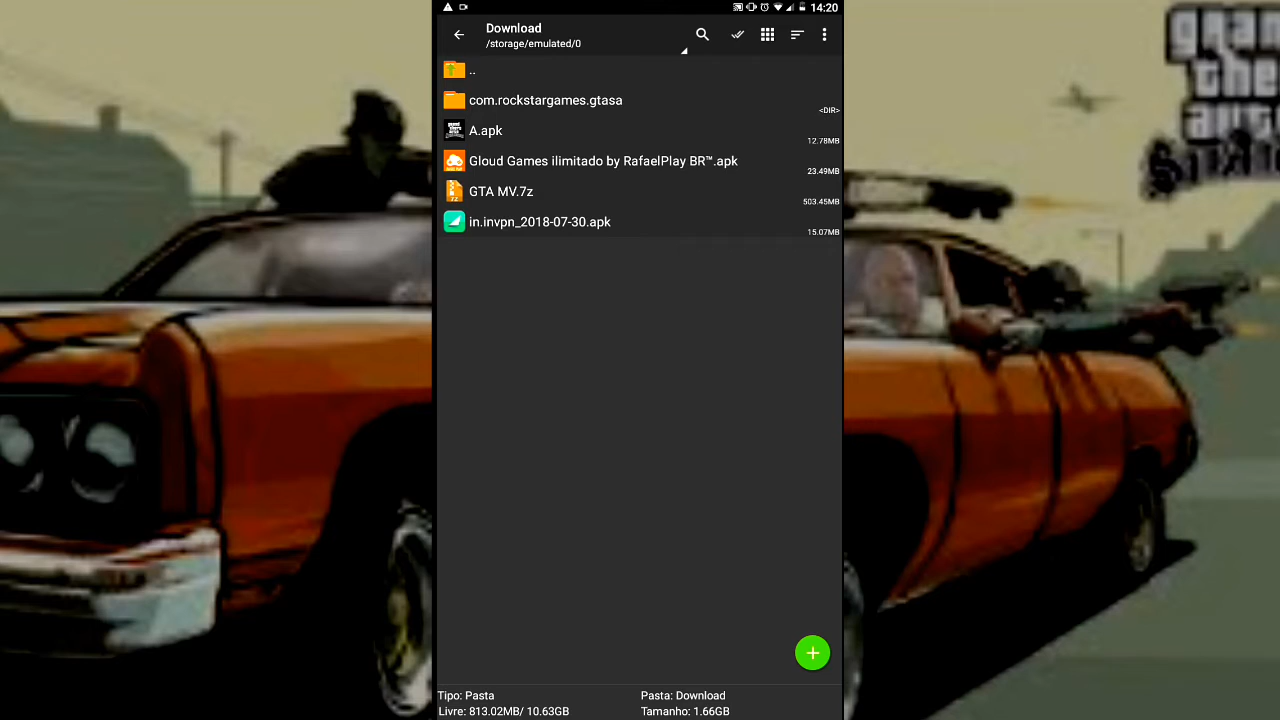 14:20
Download
/storage/emulated/0
..
com.rockstargames.gtasa
<DIR>
A.apk
12.78MB
Gloud Games ilimitado by RafaelPlay BR™.apk
23.49MB
GTA MV.7z
503.45MB
in.invpn_2018-07-30.apk
15.07MB
Tipo: Pasta
Pasta: Download
Livre: 813.02MB/ 10.63GB
Tamanho: 1.66GB
the